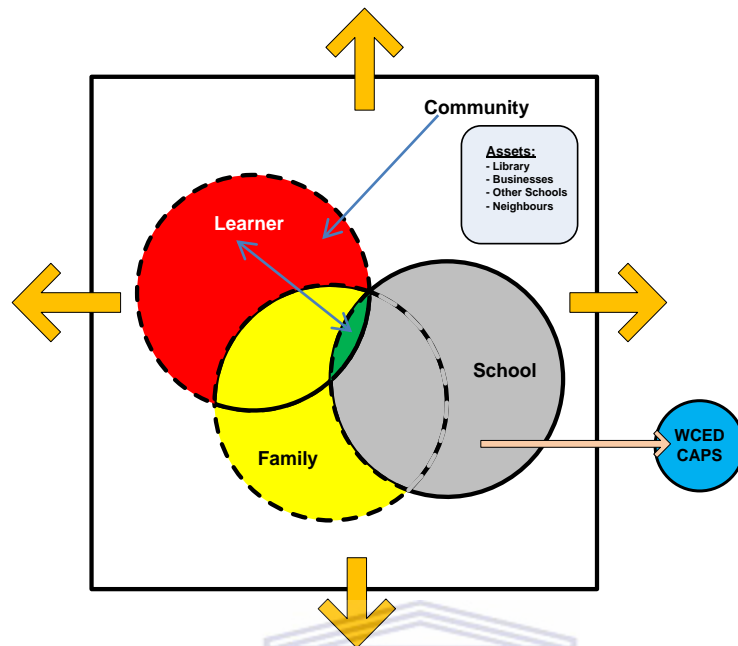 Community
Assets:
- Library
- Businesses
- Other Schools
- Neighbours
Learner
School
Family
WCED
CAPS